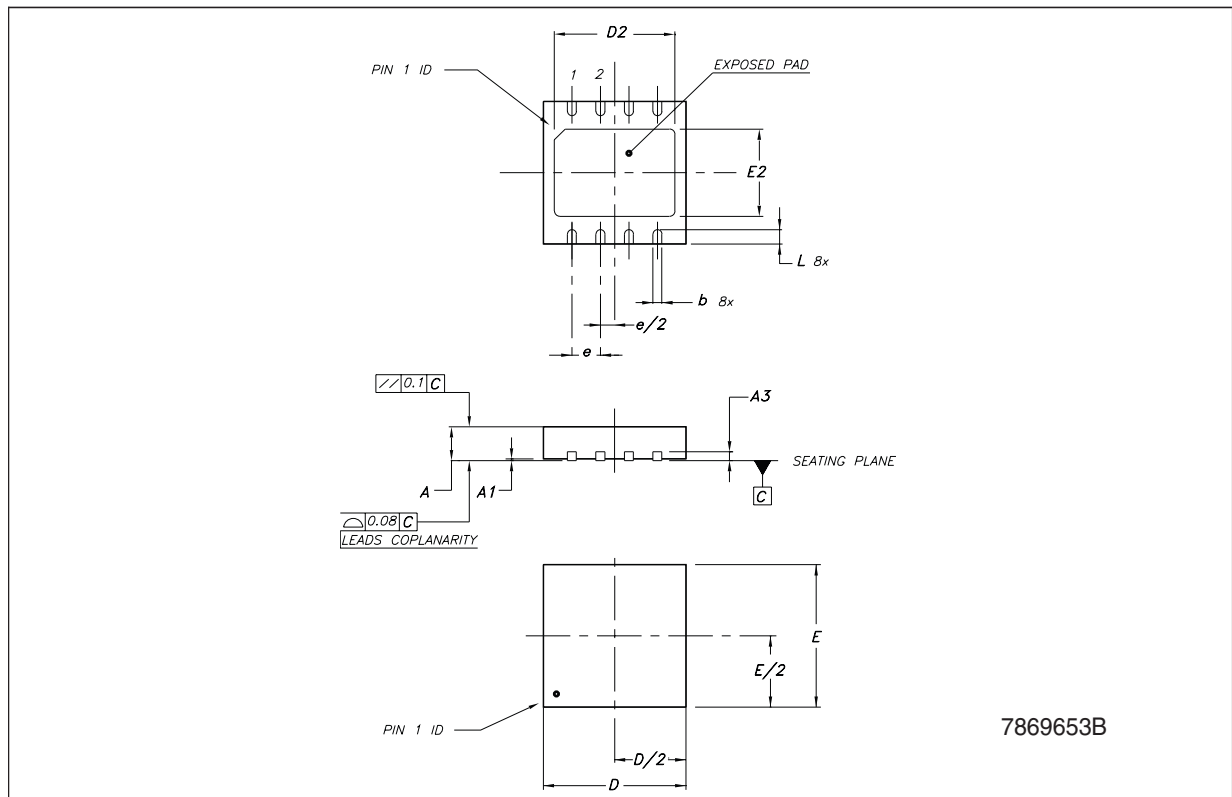 D2
PIN 1 ID
1 2
EXPOSED PAD
E2
L 8x
b 8x
e/2
e
// 0.1 C
A3
SEATING PLANE
A
A1
C
0.08 C
LEADS COPLANARITY
E
E/2
PIN 1 ID
D/2
D
7869653B